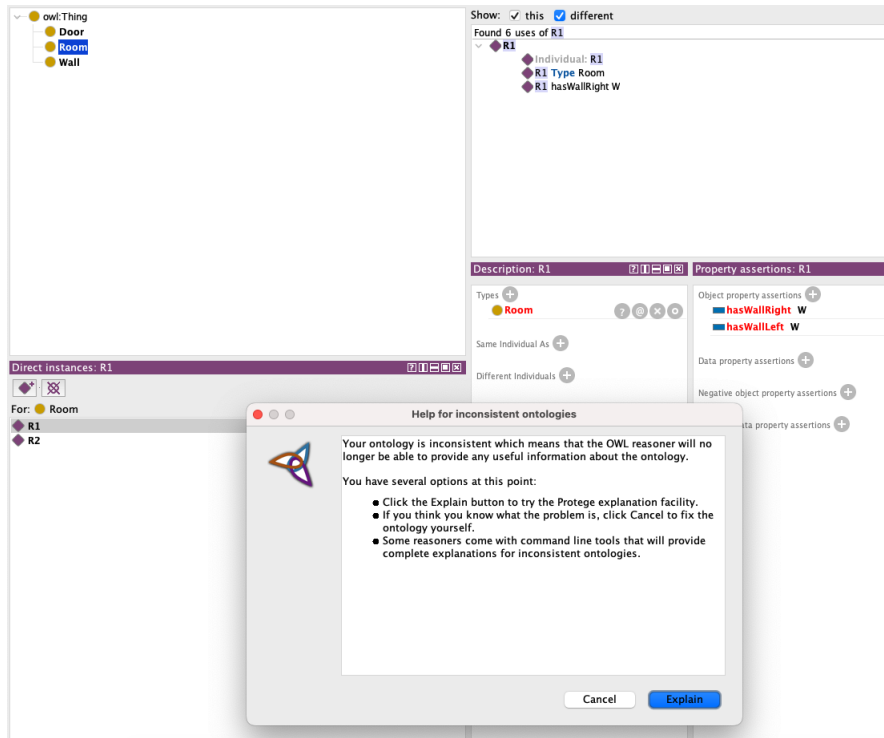 owl:Thing
Door
Room
Wall
Show: this different
Found 6 uses of R1
R1
Individual: R1
R1 Type Room
R1 hasWallRight W
Description: R1
Property assertions: R1
Types
Room
Same Individual As
Different Individuals
Object property assertions
hasWallRight W
hasWallLeft W
Data property assertions
Negative object property assertions
ata property assertions
Direct instances: R1
For: Room
R1
R2
Help for inconsistent ontologies
Your ontology is inconsistent which means that the OWL reasoner will no
longer be able to provide any useful information about the ontology.
You have several options at this point:
Click the Explain button to try the Protege explanation facility.
If you think you know what the problem is, click Cancel to fix the
ontology yourself.
Some reasoners come with command line tools that will provide
complete explanations for inconsistent ontologies.
Cancel
Explain